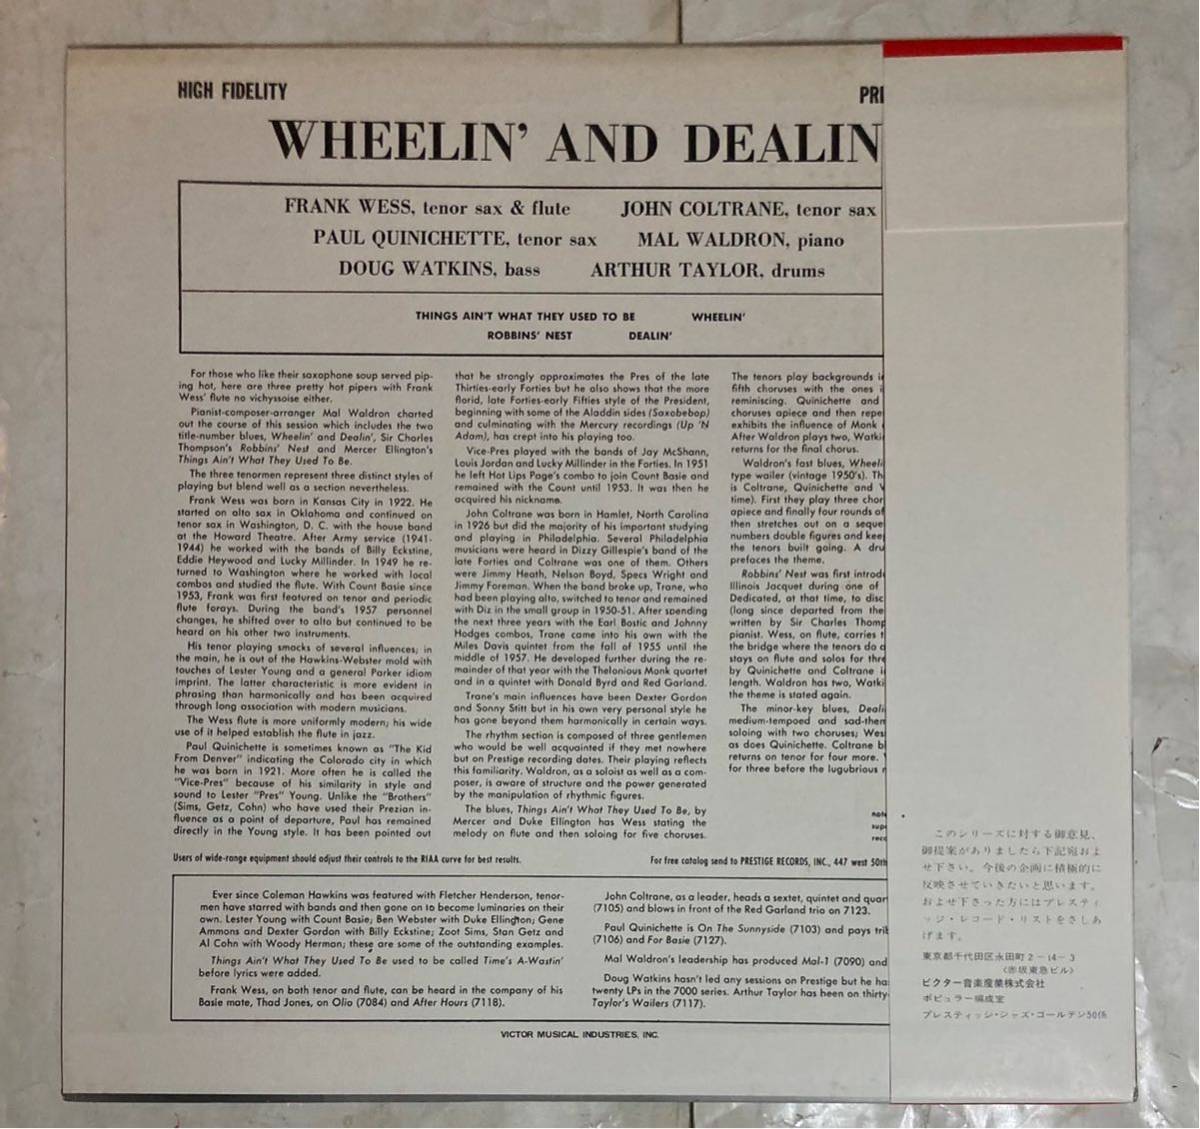 HIGH FIDELITY
PRE
WHEELIN' AND DEALIN
FRANK WESS, tenor sax & flute JOHN COLTRANE, tenor sax
PAUL QUINICHETTE, tenor sax MAL WALDRON, piano
DOUG WATKINS, bass ARTHUR TAYLOR, drums
THINGS AIN'T WHAT THEY USED TO BE WHEELIN'
ROBBINS' NEST DEALIN'
For those who like their saxophone soup served pip-
ing hot, here are three pretty hot pipers with Frank
Wess' flute no vichyssoise either.
Pianist-composer-arranger Mal Waldron charted
out the course of this session which includes the two
title-number blues, Wheelin' and Dealin', Sir Charles
Thompson's Robbins' Nest and Mercer Ellington's
Things Ain't What They Used To Be.
The three tenormen represent three distinct styles of
playing but blend well as a section nevertheless.
Frank Wess was born in Kansas City in 1922. He
started on alto sax in Oklahoma and continued on
tenor sax in Washington, D. C. with the house band
at the Howard Theatre. After Army service (1941-
1944) he worked with the bands of Billy Eckstine,
Eddie Heywood and Lucky Millinder. In 1949 he re-
turned to Washington where he worked with local
combos and studied the flute. With Count Basie since
1953, Frank was first featured on tenor and periodic
flute forays. During the band's 1957 personnel
changes, he shifted over to alto but continued to be
heard on his other two instruments.
His tenor playing smacks of several influences; in
the main, he is out of the Hawkins-Webster mold with
touches of Lester Young and a general Parker idiom
imprint. The latter characteristic is more evident in
phrasing than harmonically and has been acquired
through long association with modern musicians.
The Wess flute is more uniformly modern; his wide
use of it helped establish the flute in jazz.
Paul Quinichette is sometimes known as "The Kid
From Denver" indicating the Colorado city in which
he was born in 1921. More often he is called the
"Vice-Pres" because of his similarity in style and
sound to Lester "Pres" Young. Unlike the "Brothers"
(Sims, Getz, Cohn) who have used their Prezian in-
fluence as a point of departure, Paul has remained
directly in the Young style. It has been pointed out
that he strongly approximates the Pres of the late
Thirties-early Forties but he also shows that the more
florid, late Forties-early Fifties style of the President,
beginning with some of the Aladdin sides (Saxobebop)
and culminating with the Mercury recordings (Up 'N
Adam), has crept into his playing too.
Vice-Pres played with the bands of Jay McShann,
Louis Jordan and Lucky Millinder in the Forties. In 1951
he left Hot Lips Page's combo to join Count Basie and
remained with the Count until 1953. It was then he
acquired his nickname.
John Coltrane was born in Hamlet, North Carolina
in 1926 but did the majority of his important studying
and playing in Philadelphia. Several Philadelphia
musicians were heard in Dizzy Gillespie's band of the
late Forties and Coltrane was one of them. Others
were Jimmy Heath, Nelson Boyd, Specs Wright and
Jimmy Foreman. When the band broke up, Trane, who
had been playing alto, switched to tenor and remained
with Diz in the small group in 1950-51. After spending
the next three years with the Earl Bostic and Johnny
Hodges combos, Trane came into his own with the
Miles Davis quintet from the fall of 1955 until the
middle of 1957. He developed further during the re-
mainder of that year with the Thelonious Monk quartet
and in a quintet with Donald Byrd and Red Garland.
Trane's main influences have been Dexter Gordon
and Sonny Stitt but in his own very personal style he
has gone beyond them harmonically in certain ways.
The rhythm section is composed of three gentlemen
who would be well acquainted if they met nowhere
but on Prestige recording dates. Their playing reflects
this familiarity. Waldron, as a soloist as well as a com-
poser, is aware of structure and the power generated
by the manipulation of rhythmic figures.
The blues, Things Ain't What They Used To Be, by
Mercer and Duke Ellington has Wess stating the
melody on flute and then soloing for five choruses.
The tenors play backgrounds i
fifth choruses with the ones i
reminiscing. Quinichette and
choruses apiece and then repe
exhibits the influence of Monk
After Waldron plays two, Watki
returns for the final chorus.
Waldron's fast blues, Wheeli
type wailer (vintage 1950's). Th
is Coltrane, Quinichette and
time). First they play three chor
apiece and finally four rounds of
then stretches out on a seque
numbers double figures and kee
the tenors built going. A dru
prefaces the theme.
Robbins' Nest was first introd
Illinois Jacquet during one of
Dedicated, at that time, to disc
(long since departed from the
written by Sir Charles Thomp
pianist. Wess, on flute, carries t
the bridge where the tenors do
stays on flute and solos for thre
by Quinichette and Coltrane
length. Waldron has two, Watki
the theme is stated again.
The minor-key blues, Deali
medium-tempoed and sad-them
soloing with two choruses; Wes
as does Quinichette. Coltrane b
returns on tenor for four more.
for three before the lugubrious
note
supe
reco
Users of wide-range equipment should adjust their controls to the RIAA curve for best results.
For free catalog send to PRESTIGE RECORDS, INC., 447 west 50th
Ever since Coleman Hawkins was featured with Fletcher Henderson, tenor-
men have starred with bands and then gone on to become luminaries on their
own. Lester Young with Count Basie; Ben Webster with Duke Ellington; Gene
Ammons and Dexter Gordon with Billy Eckstine; Zoot Sims, Stan Getz and
Al Cohn with Woody Herman; these are some of the outstanding examples.
Things Ain't What They Used To Be used to be called Time's A-Wastin'
before lyrics were added.
Frank Wess, on both tenor and flute, can be heard in the company of his
Basie mate, Thad Jones, on Olio (7084) and After Hours (7118).
John Coltrane, as a leader, heads a sextet, quintet and quar
(7105) and blows in front of the Red Garland trio on 7123.
Paul Quinichette is On The Sunnyside (7103) and pays tri
(7106) and For Basie (7127).
Mal Waldron's leadership has produced Mal-1 (7090) and
Doug Watkins hasn't led any sessions on Prestige but he ha
twenty LPs in the 7000 series. Arthur Taylor has been on thirty
Taylor's Wailers (7117).
VICTOR MUSICAL INDUSTRIES, INC.
このシリーズに対する御意見、
御提案がありましたら下記宛およ
せ下さい。今後の企画に積極的に
反映させていきたいと思います。
およせ下さった方にはプレスティ
ッジ・レコード・リストをさしあ
げます。
東京都千代田区永田町2-14-3
(赤坂東急ビル)
ビクター音楽産業株式会社
ポピュラー編成室
プレスティッジ・ジャズ・ゴールデン50係